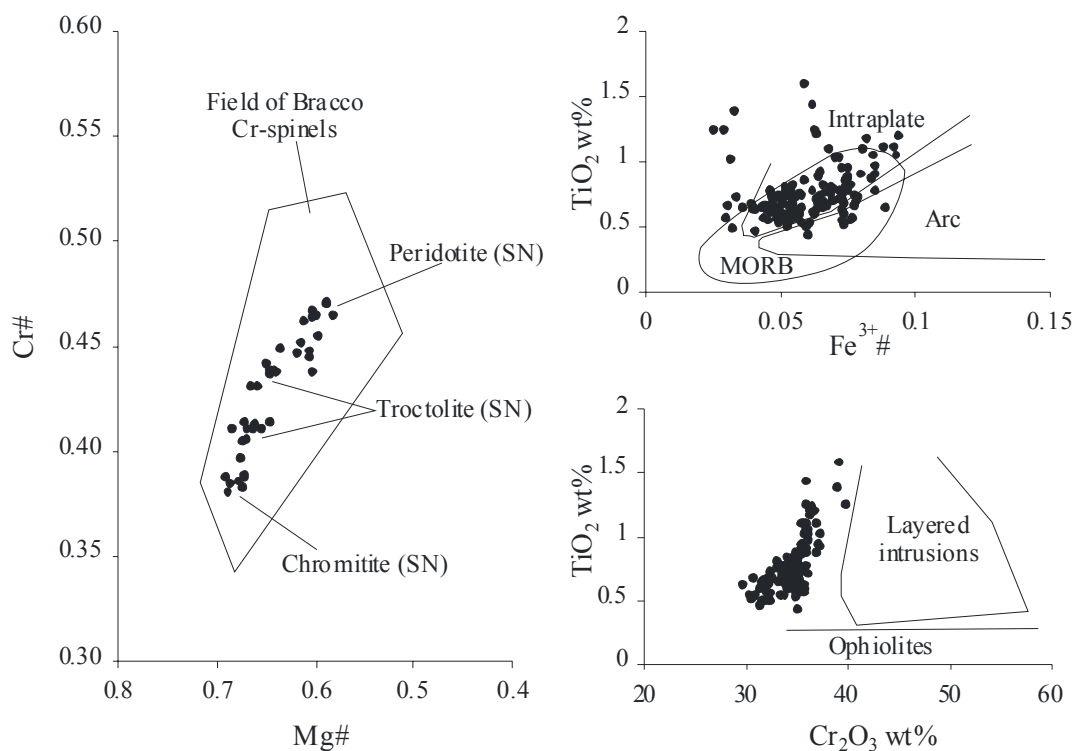 0.60
0.55
0.50
0.45
0.40
0.35
0.30
Cr#
0.8
0.7
0.6
0.5
0.4
Mg#
Field of Bracco
Cr-spinels
Peridotite (SN)
Troctolite (SN)
Chromitite (SN)
2
1.5
1
0.5
0
TiO₂ wt%
Intraplate
Arc
MORB
0
0.05
0.1
0.15
Fe³⁺#
2
1.5
1
0.5
0
TiO₂ wt%
Layered
intrusions
Ophiolites
20
30
40
50
60
Cr₂O₃ wt%